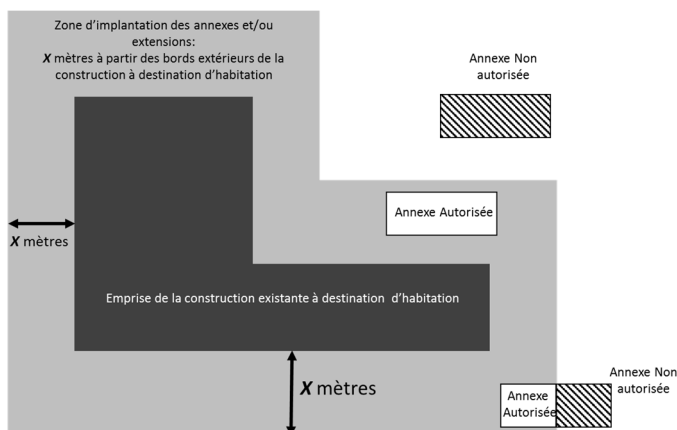 Zone d’implantation des annexes et/ou
extensions:
X mètres à partir des bords extérieurs de la
construction à destination d’habitation
Annexe Non
autorisée
Annexe Autorisée
X mètres
Emprise de la construction existante à destination d’habitation
X mètres
Annexe Non
autorisée
Annexe
Autorisée